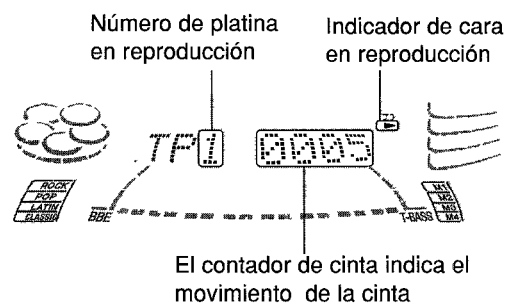 Número de platina
en reproducción
Indicador de cara
en reproducción
TP1 0005
ROCK
POP
LATIN
CLASSIC
BBE
T-BASS
M1
M2
M3
M4
El contador de cinta indica el
movimiento de la cinta